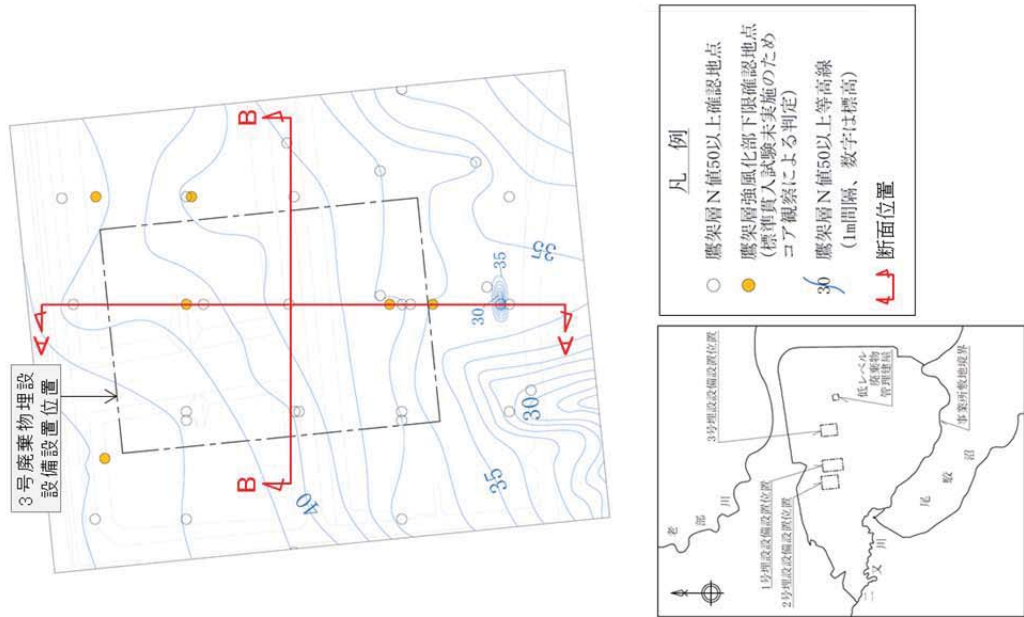 3号廃棄物埋設
設備設置位置
A
A
B
B
40
35
30
35
30
35
凡 例
鷹架層N値50以上確認地点
鷹架層強風化部下限確認地点
(標準貫入試験未実施のため
コア観察による判定)
30
鷹架層N値50以上等高線
(1m間隔、数字は標高)
断面位置
老部川
3号埋設設備設置位置
1号埋設設備設置位置
2号埋設設備設置位置
低レベル
廃棄物
管理建屋
事業所敷地境界
尾駮沼
二又川